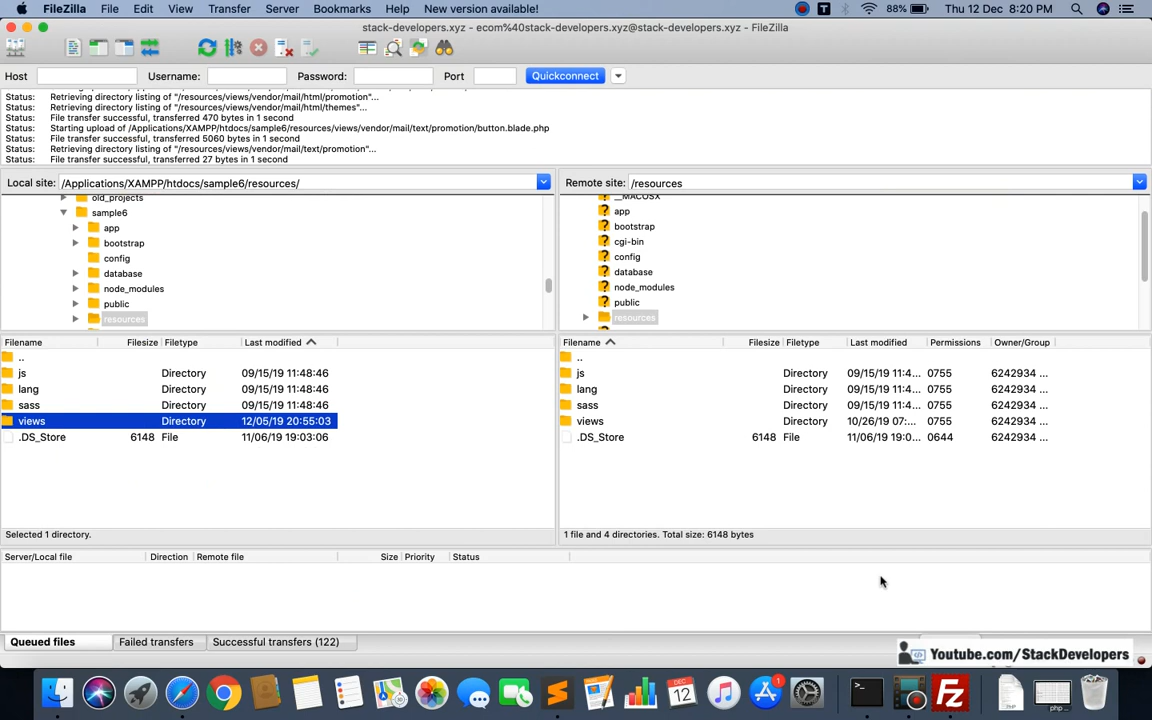 FileZilla File Edit View Transfer Server Bookmarks Help New version available! 88% Thu 12 Dec 8:20 PM
stack-developers.xyz - ecom%40stack-developers.xyz@stack-developers.xyz - FileZilla
Host Username: Password: Port Quickconnect
Status: Retrieving directory listing of "/resources/views/vendor/mail/html/promotion"...
Status: Retrieving directory listing of "/resources/views/vendor/mail/html/themes"...
Status: File transfer successful, transferred 470 bytes in 1 second
Status: Starting upload of /Applications/XAMPP/htdocs/sample6/resources/views/vendor/mail/text/promotion/button.blade.php
Status: File transfer successful, transferred 5060 bytes in 1 second
Status: Retrieving directory listing of "/resources/views/vendor/mail/text/promotion"...
Status: File transfer successful, transferred 27 bytes in 1 second
Local site: /Applications/XAMPP/htdocs/sample6/resources/
old_projects
sample6
app
bootstrap
config
database
node_modules
public
resources
Remote site: /resources
__MACOSX
app
bootstrap
cgi-bin
config
database
node_modules
public
resources
Filename Filesize Filetype Last modified
..
js Directory 09/15/19 11:48:46
lang Directory 09/15/19 11:48:46
sass Directory 09/15/19 11:48:46
views Directory 12/05/19 20:55:03
.DS_Store 6148 File 11/06/19 19:03:06
Selected 1 directory.
Filename Filesize Filetype Last modified Permissions Owner/Group
..
js Directory 09/15/19 11:4... 0755 6242934 ...
lang Directory 09/15/19 11:4... 0755 6242934 ...
sass Directory 09/15/19 11:4... 0755 6242934 ...
views Directory 10/26/19 07:... 0755 6242934 ...
.DS_Store 6148 File 11/06/19 19:0... 0644 6242934 ...
1 file and 4 directories. Total size: 6148 bytes
Server/Local file Direction Remote file Size Priority Status
Queued files Failed transfers Successful transfers (122)
Youtube.com/StackDevelopers